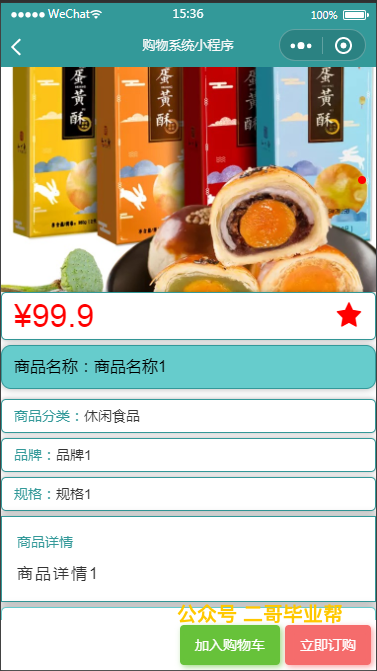 WeChat 15:36 100%
购物系统小程序
蛋黄酥 蛋黄酥 蛋黄酥 蛋黄酥
¥99.9
商品名称：商品名称1
商品分类：休闲食品
品牌：品牌1
规格：规格1
商品详情
商品详情1
公众号 二哥毕业帮
加入购物车 立即订购